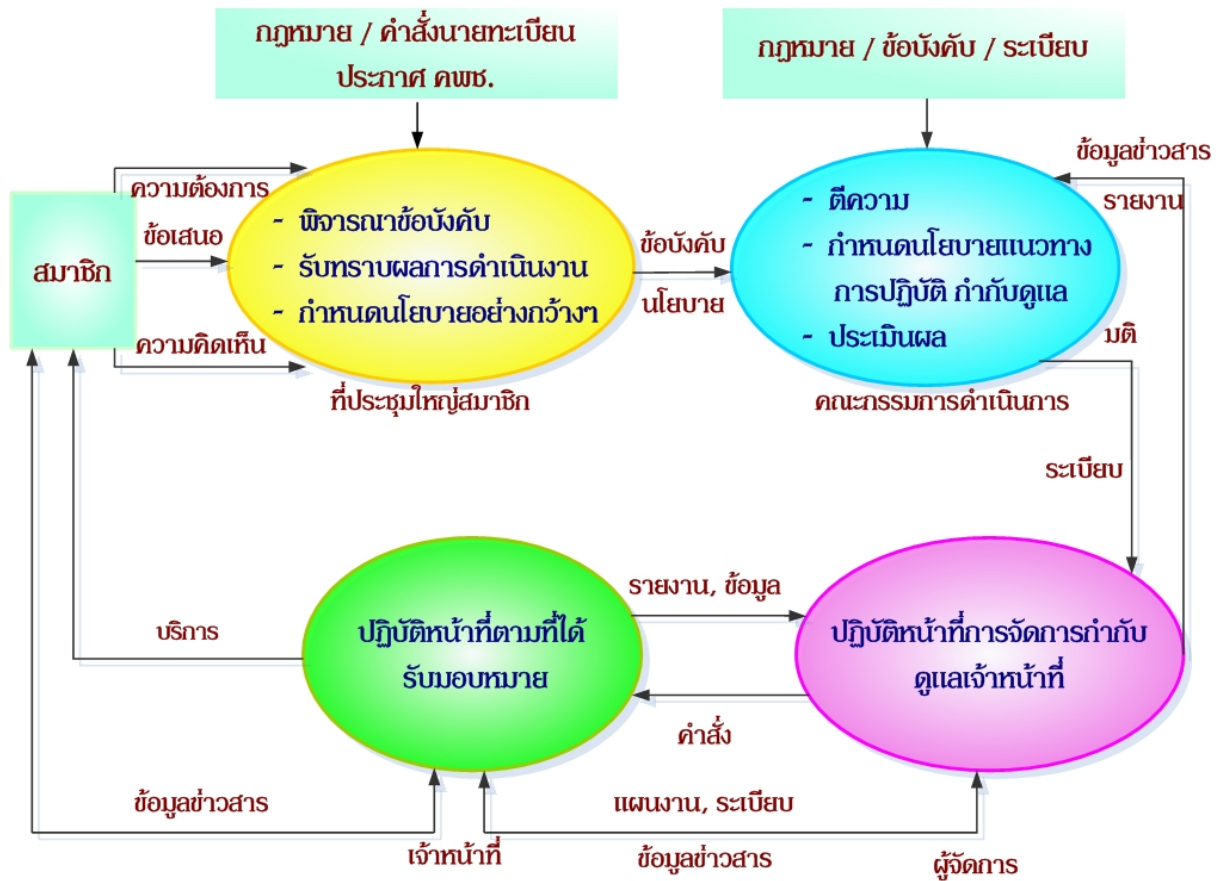 กฎหมาย / คำสั่งนายทะเบียน
ประกาศ คพช.
กฎหมาย / ข้อบังคับ / ระเบียบ
ข้อมูลข่าวสาร
รายงาน
ความต้องการ
ข้อเสนอ
สมาชิก
ความคิดเห็น
- พิจารณาข้อบังคับ
- รับทราบผลการดำเนินงาน
- กำหนดนโยบายอย่างกว้างๆ
ที่ประชุมใหญ่สมาชิก
ข้อบังคับ
นโยบาย
- ตีความ
- กำหนดนโยบายแนวทาง
การปฏิบัติ กำกับดูแล
- ประเมินผล
คณะกรรมการดำเนินการ
มติ
ระเบียบ
บริการ
ปฏิบัติหน้าที่ตามที่ได้
รับมอบหมาย
รายงาน, ข้อมูล
คำสั่ง
ปฏิบัติหน้าที่การจัดการกำกับ
ดูแลเจ้าหน้าที่
ข้อมูลข่าวสาร
เจ้าหน้าที่
แผนงาน, ระเบียบ
ข้อมูลข่าวสาร
ผู้จัดการ